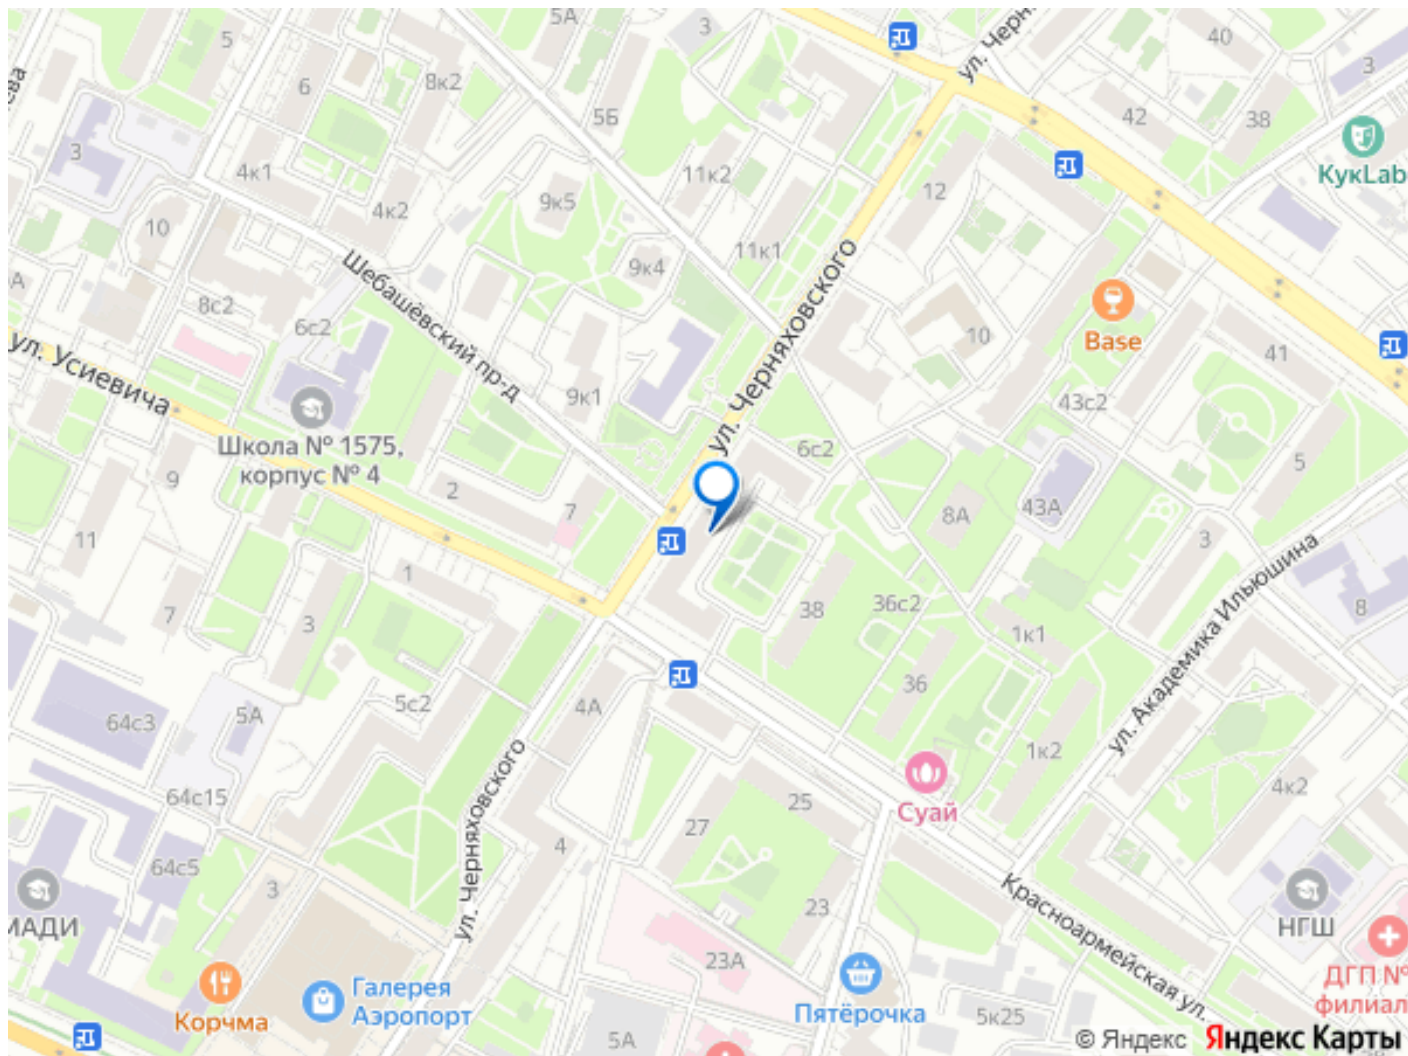 5А
3
40
ул. Черн
5
3
6
8к2
5Б
42
38
КукLab
3
4к1
4к2
11к2
12
9к5
10
11к1
9к4
Шебашёвский пр-д
ул. Черняховского
8с2
6с2
10
Base
41
ул. Усиевича
9к1
43с2
Школа № 1575,
корпус № 4
6с2
5
9
2
7
8А
43А
3
11
1
36с2
38
8
7
3
1к1
ул. Академика Ильюшина
36
5с2
4А
64с3
5А
1к2
ул. Черняховского
64с15
Суай
25
4к2
27
4
64с5
3
МАДИ
23
Красноармейская ул.
НГШ
23А
Корчма
Галерея
Аэропорт
Пятёрочка
5к25
5А
ДГП №
филиал
© Яндекс Яндекс Карты